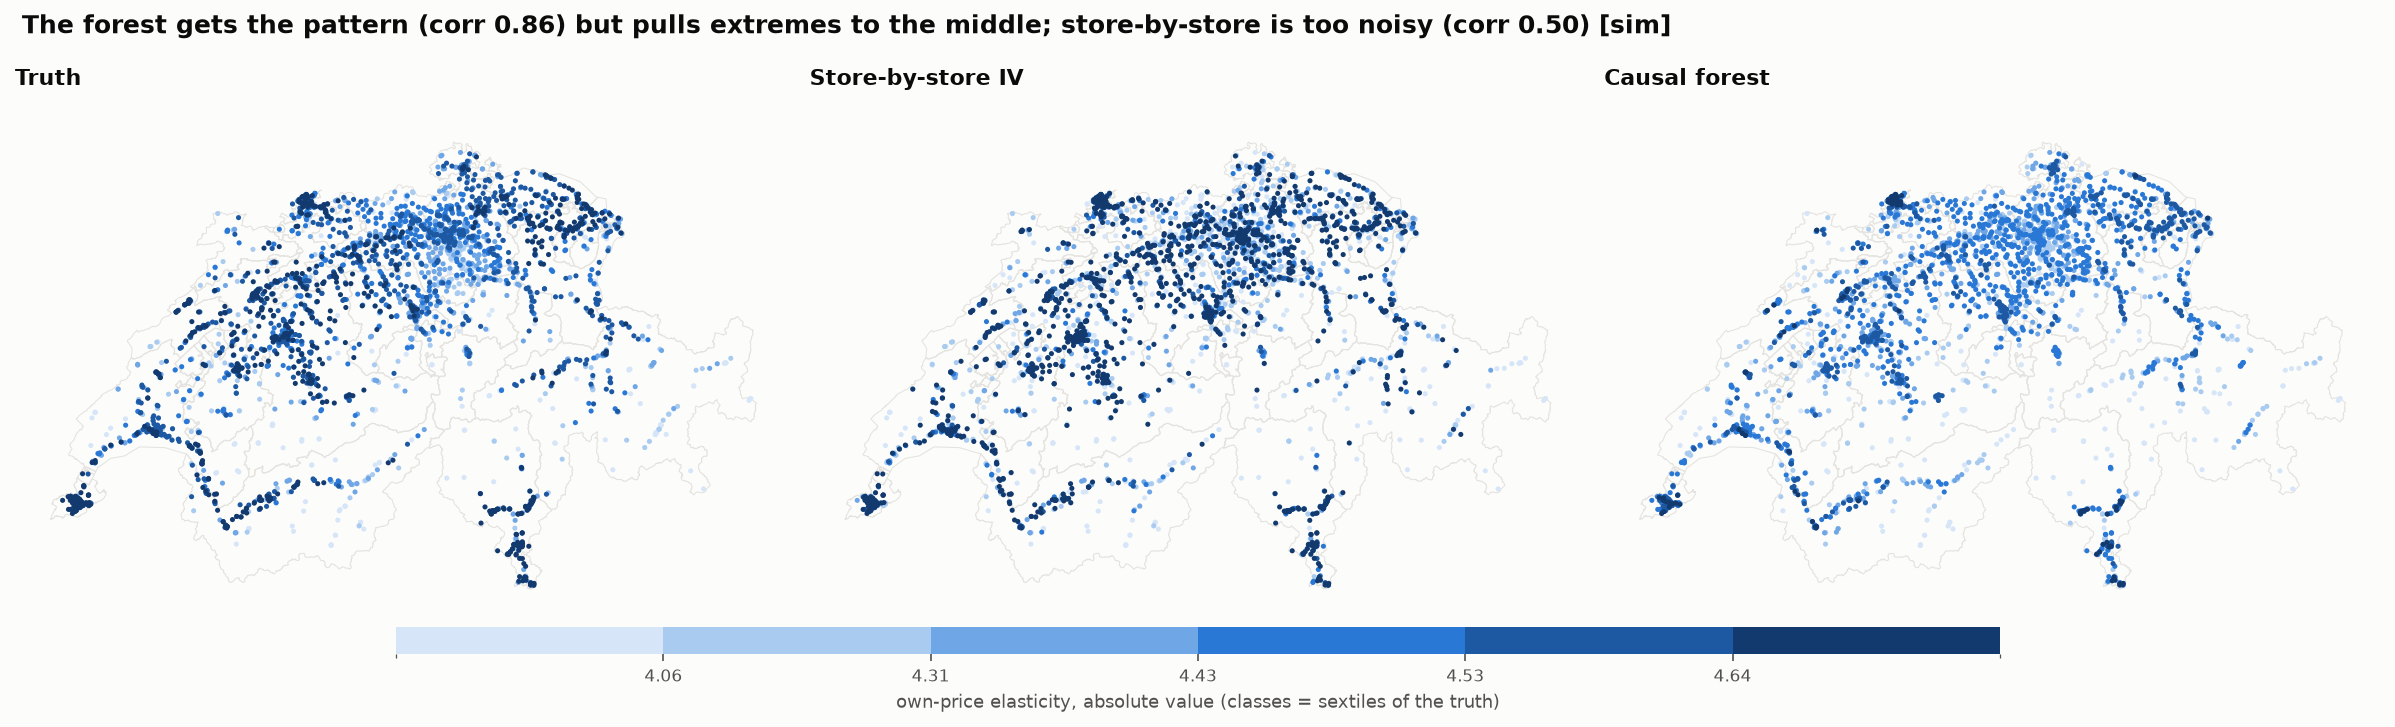 The forest gets the pattern (corr 0.86) but pulls extremes to the middle; store-by-store is too noisy (corr 0.50) [sim]
Truth
Store-by-store IV
Causal forest
4.06
4.31
4.43
4.53
4.64
own-price elasticity, absolute value (classes = sextiles of the truth)